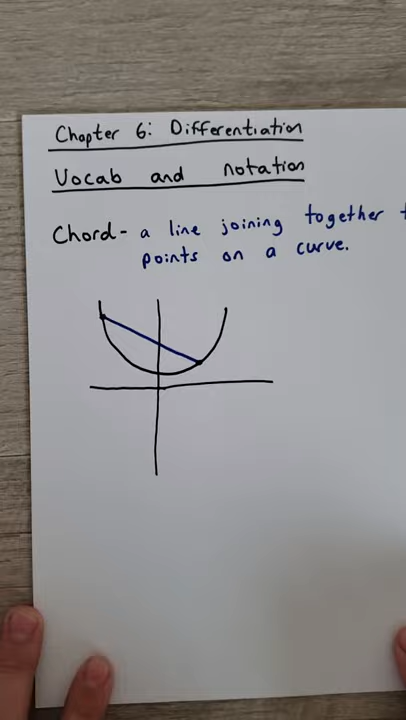 Chapter 6: Differentiation
Vocab and notation
Chord- a line joining together
points on a curve.